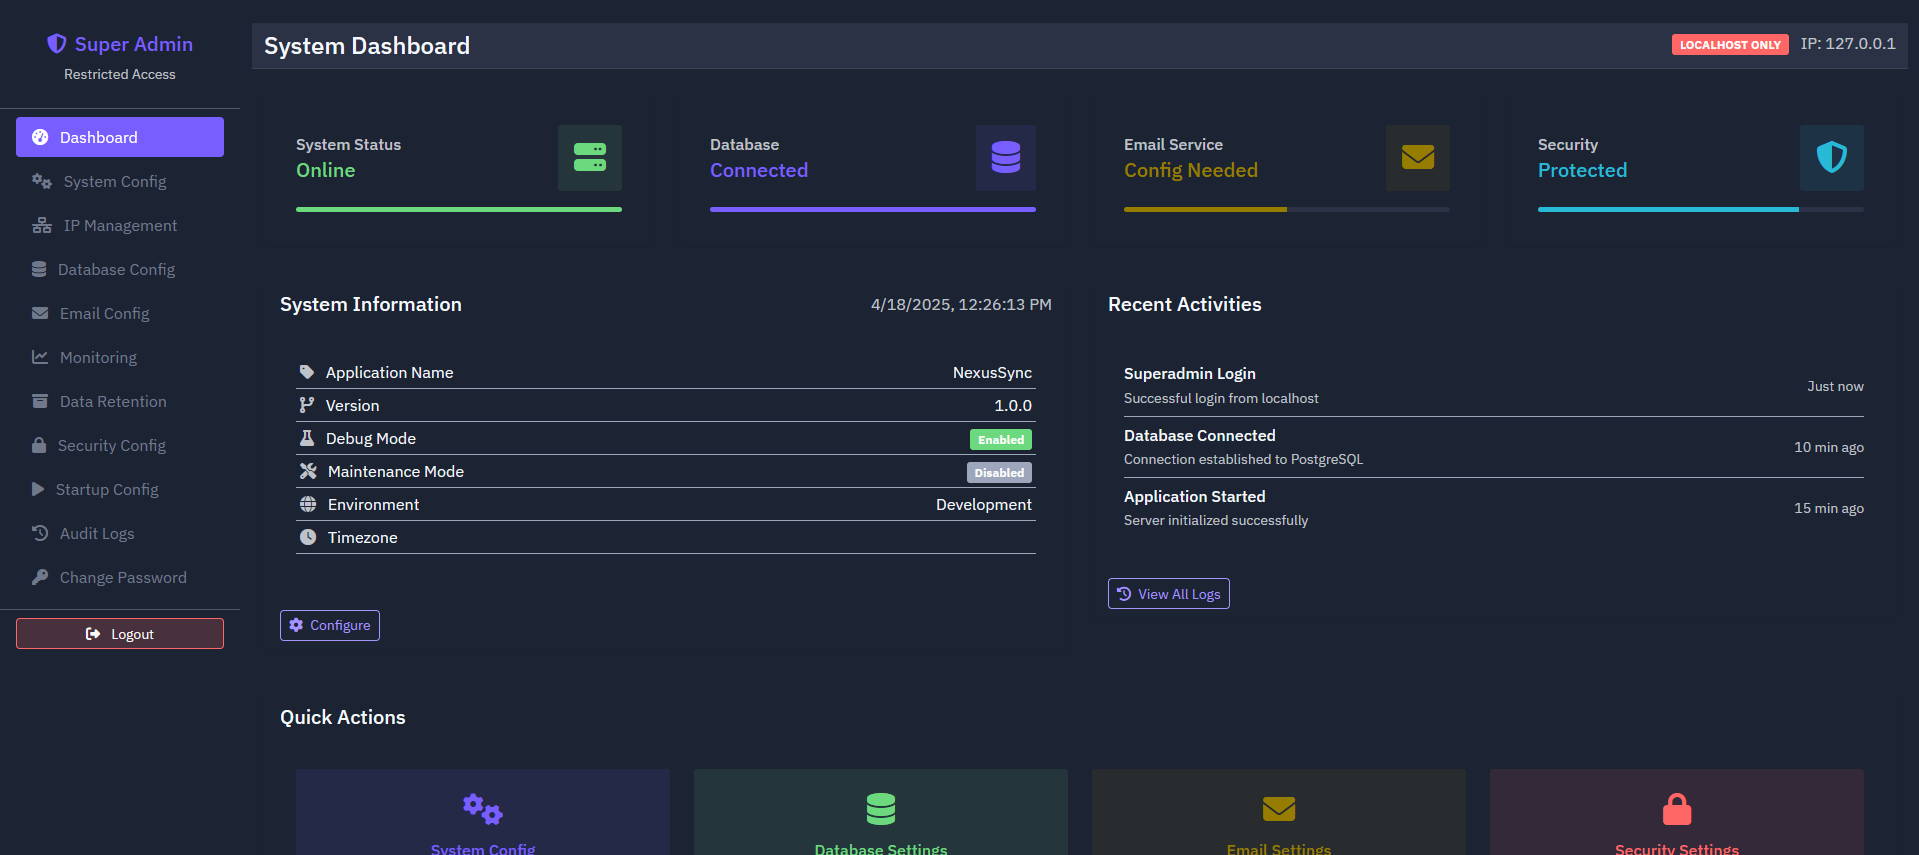 Super Admin
Restricted Access
Dashboard
System Config
IP Management
Database Config
Email Config
Monitoring
Data Retention
Security Config
Startup Config
Audit Logs
Change Password
Logout
System Dashboard
LOCALHOST ONLY IP: 127.0.0.1
System Status
Online
Database
Connected
Email Service
Config Needed
Security
Protected
System Information 4/18/2025, 12:26:13 PM
Application Name NexusSync
Version 1.0.0
Debug Mode Enabled
Maintenance Mode Disabled
Environment Development
Timezone
Configure
Recent Activities
Superadmin Login
Successful login from localhost
Just now
Database Connected
Connection established to PostgreSQL
10 min ago
Application Started
Server initialized successfully
15 min ago
View All Logs
Quick Actions
System Config
Database Settings
Email Settings
Security Settings